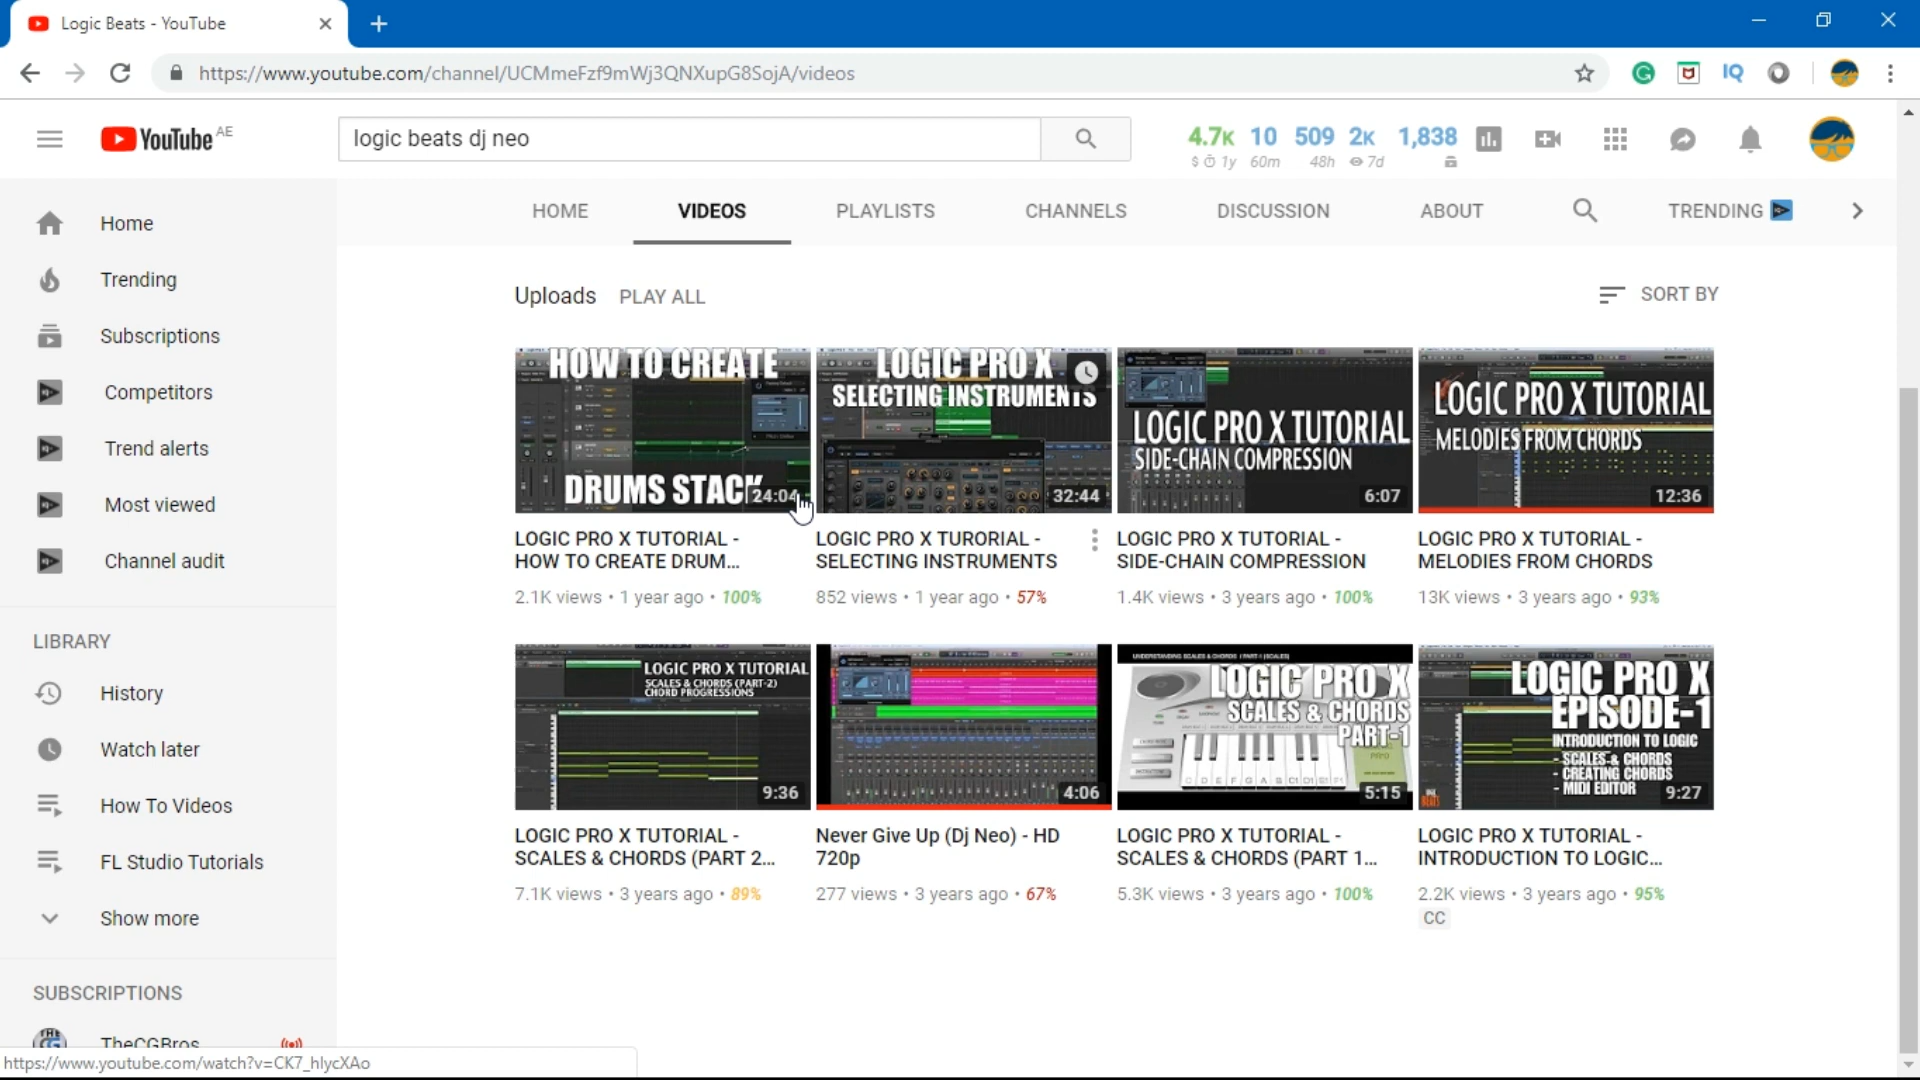 Logic Beats - YouTube
https://www.youtube.com/channel/UCMmeFzf9mWj3QNXupG8SojA/videos
IQ
YouTube AE
logic beats dj neo
4.7K 10 509 2K 1,838
$ 1y 60m 48h 7d
HOME VIDEOS PLAYLISTS CHANNELS DISCUSSION ABOUT TRENDING
Home
Trending
Subscriptions
Competitors
Trend alerts
Most viewed
Channel audit
LIBRARY
History
Watch later
How To Videos
FL Studio Tutorials
Show more
SUBSCRIPTIONS
TheCGBros
Uploads PLAY ALL
SORT BY
HOW TO CREATE
DRUMS STACK
24:04
LOGIC PRO X TUTORIAL -
HOW TO CREATE DRUM...
2.1K views • 1 year ago • 100%
LOGIC PRO X
SELECTING INSTRUMENTS
32:44
LOGIC PRO X TURORIAL -
SELECTING INSTRUMENTS
852 views • 1 year ago • 57%
LOGIC PRO X TUTORIAL
SIDE-CHAIN COMPRESSION
6:07
LOGIC PRO X TUTORIAL -
SIDE-CHAIN COMPRESSION
1.4K views • 3 years ago • 100%
LOGIC PRO X TUTORIAL
MELODIES FROM CHORDS
12:36
LOGIC PRO X TUTORIAL -
MELODIES FROM CHORDS
13K views • 3 years ago • 93%
LOGIC PRO X TUTORIAL
SCALES & CHORDS (PART-2)
CHORD PROGRESSIONS
9:36
LOGIC PRO X TUTORIAL -
SCALES & CHORDS (PART 2...
7.1K views • 3 years ago • 89%
4:06
Never Give Up (Dj Neo) - HD
720p
277 views • 3 years ago • 67%
UNDERSTANDING SCALES & CHORDS (PART-1 (SCALES)
LOGIC PRO X
SCALES & CHORDS
PART-1
C D E F G A B C1 D1 E1 F1
5:15
LOGIC PRO X TUTORIAL -
SCALES & CHORDS (PART 1...
5.3K views • 3 years ago • 100%
LOGIC PRO X
EPISODE-1
INTRODUCTION TO LOGIC
- SCALES & CHORDS
- CREATING CHORDS
- MIDI EDITOR
9:27
LOGIC PRO X TUTORIAL -
INTRODUCTION TO LOGIC...
2.2K views • 3 years ago • 95%
CC
https://www.youtube.com/watch?v=CK7_hlycXAo